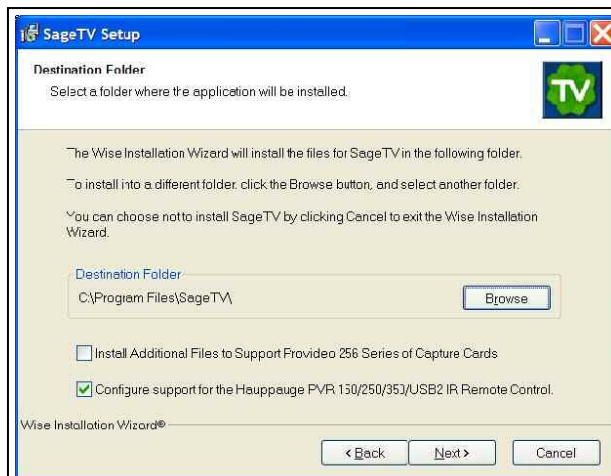 SageTV Setup
Destination Folder
Select a folder where the application will be installed.
TV
The Wise Installation Wizard will install the files for SageTV in the following folder.
To install into a different folder, click the Browse button, and select another folder.
You can choose not to install SageTV by clicking Cancel to exit the Wise Installation
Wizard.
Destination Folder
C:\Program Files\SageTV\
Browse
Install Additional Files to Support Provideo 256 Series of Capture Cards
Configure support for the Hauppauge PVR 150/250/350/USB2 IR Remote Control.
Wise Installation Wizard®
< Back
Next >
Cancel